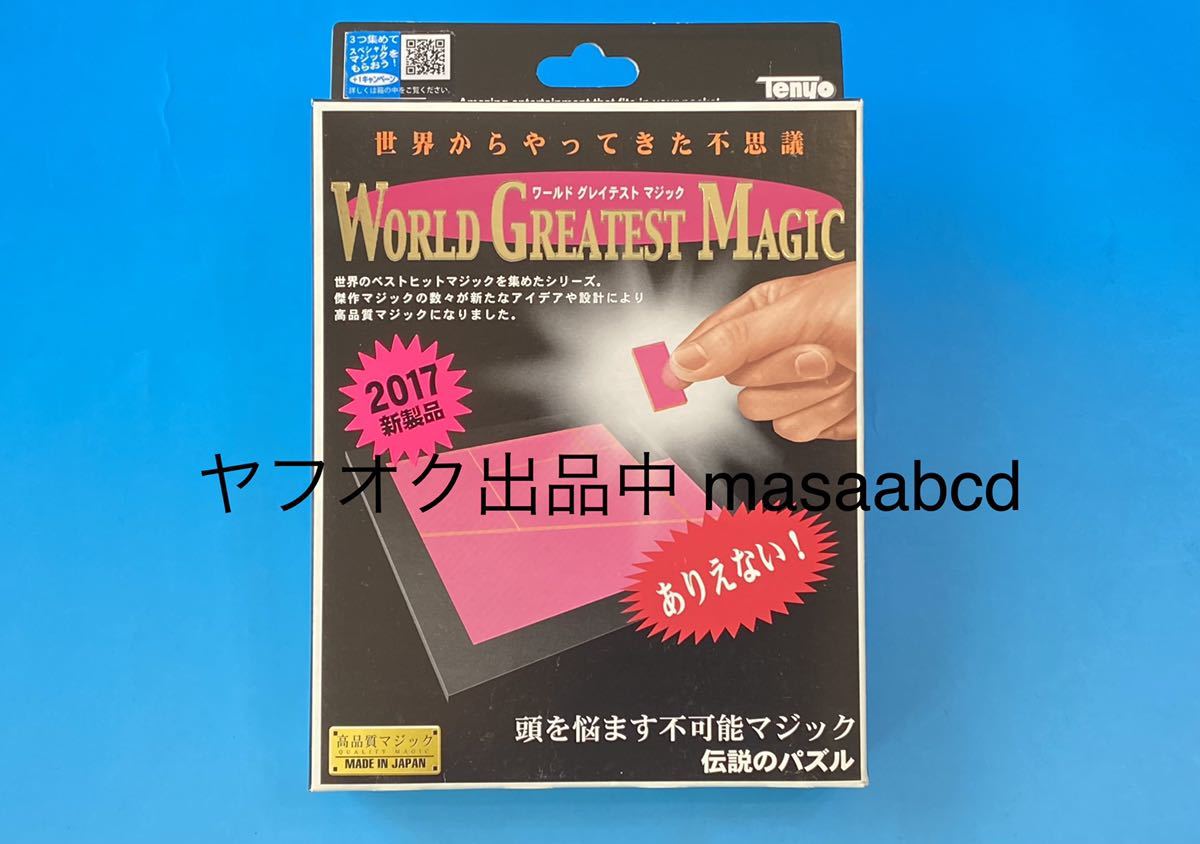 3つ集めて
スペシャル
マジックを
もらおう!
+1キャンペーン
詳しくは箱の中をご覧ください。
Tenyo
Amazing entertainment that fits in your pocket
世界からやってきた不思議
ワールド グレイテスト マジック
WORLD GREATEST MAGIC
世界のベストヒットマジックを集めたシリーズ。
傑作マジックの数々が新たなアイデアや設計により
高品質マジックになりました。
2017
新製品
ヤフオク出品中 masaabcd
ありえない!
頭を悩ます不可能マジック
伝説のパズル
高品質マジック
QUALITY MAGIC
MADE IN JAPAN